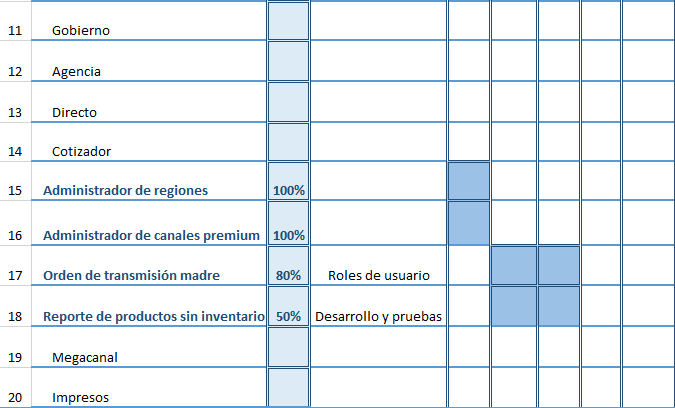 11 Gobierno
12 Agencia
13 Directo
14 Cotizador
15 Administrador de regiones 100%
16 Administrador de canales premium 100%
17 Orden de transmisión madre 80% Roles de usuario
18 Reporte de productos sin inventario 50% Desarrollo y pruebas
19 Megacanal
20 Impresos